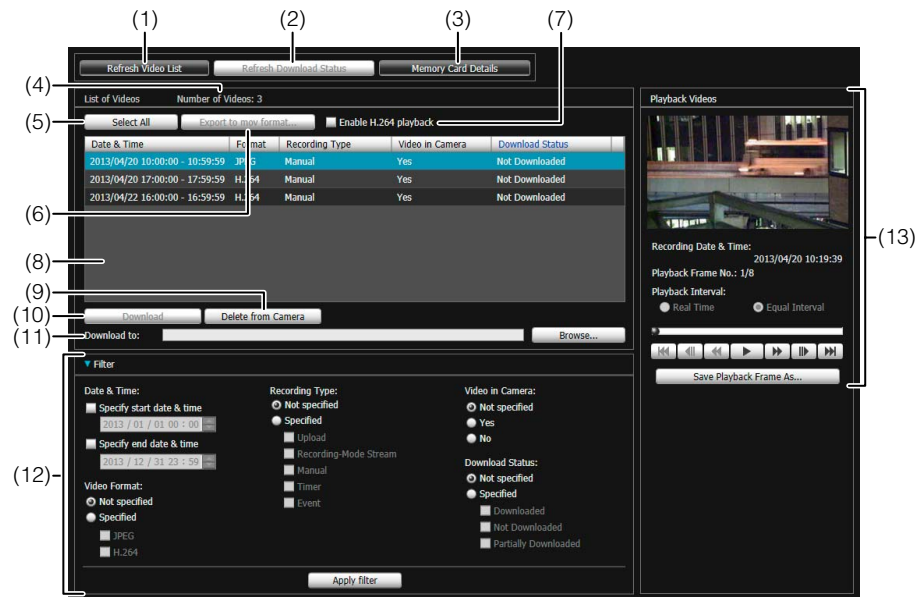 (1)
(2)
(3)
(7)
Refresh Video List
Refresh Download Status
Memory Card Details
(4)
List of Videos
Number of Videos: 3
(5)
Select All
Export to mov format...
Enable H.264 playback
Date & Time
Format
Recording Type
Video in Camera
Download Status
2013/04/20 10:00:00 - 10:59:59 JPEG Manual Yes Not Downloaded
2013/04/20 17:00:00 - 17:59:59 H.264 Manual Yes Not Downloaded
2013/04/22 16:00:00 - 16:59:59 H.264 Manual Yes Not Downloaded
(6)
(8)
(9)
(10)
Download
Delete from Camera
(11)
Download to:
Browse...
(12)
Filter
Date & Time:
Specify start date & time
2013 / 01 / 01 00 : 00
Specify end date & time
2013 / 12 / 31 23 : 59
Video Format:
Not specified
Specified
JPEG
H.264
Recording Type:
Not specified
Specified
Upload
Recording-Mode Stream
Manual
Timer
Event
Video in Camera:
Not specified
Yes
No
Download Status:
Not specified
Specified
Downloaded
Not Downloaded
Partially Downloaded
Apply filter
Playback Videos
(13)
Recording Date & Time:
2013/04/20 10:19:39
Playback Frame No.: 1/8
Playback Interval:
Real Time
Equal Interval
Save Playback Frame As...